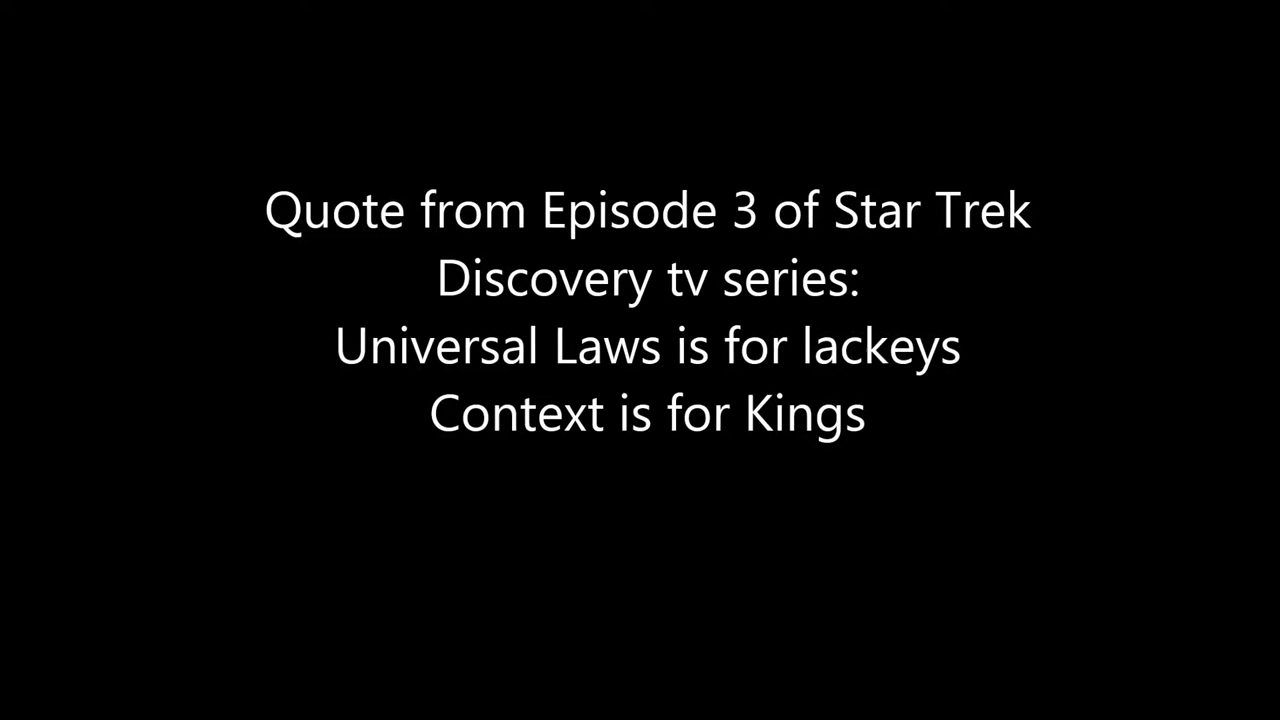 Quote from Episode 3 of Star Trek
Discovery tv series:
Universal Laws is for lackeys
Context is for Kings